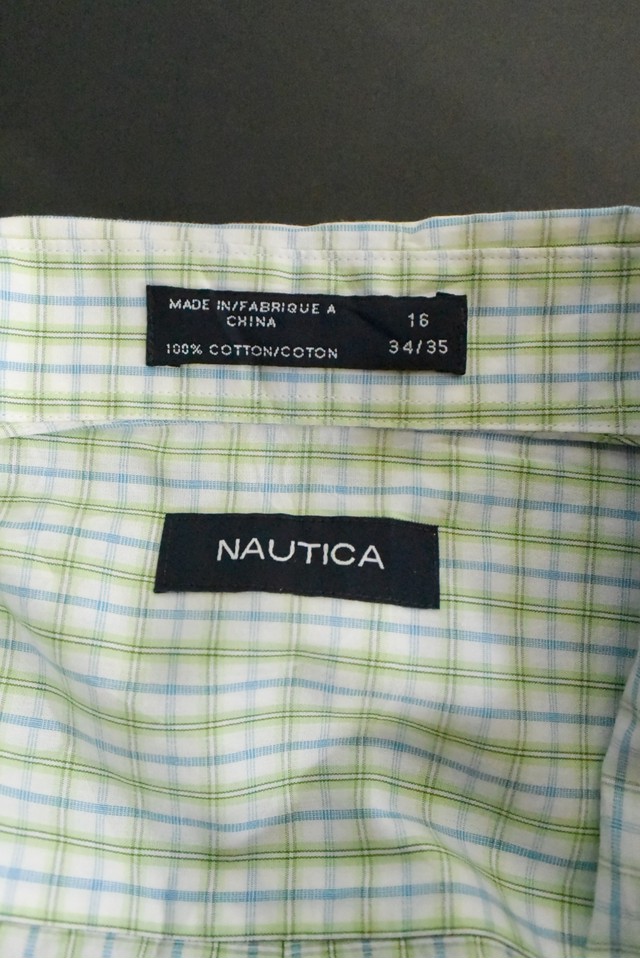 MADE IN/FABRIQUE A
CHINA
16
100% COTTON/COTON
34/35
NAUTICA